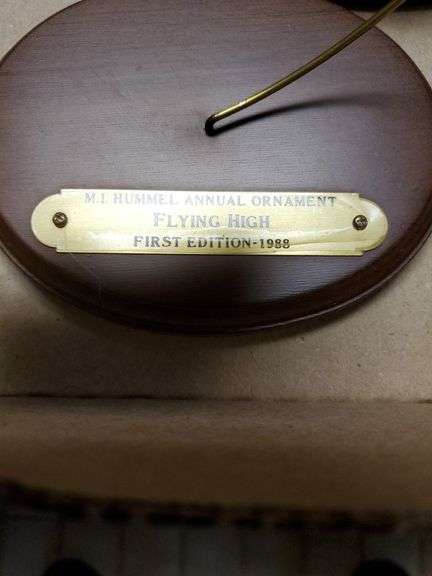 M.I. HUMMEL ANNUAL ORNAMENT
FLYING HIGH
FIRST EDITION-1988